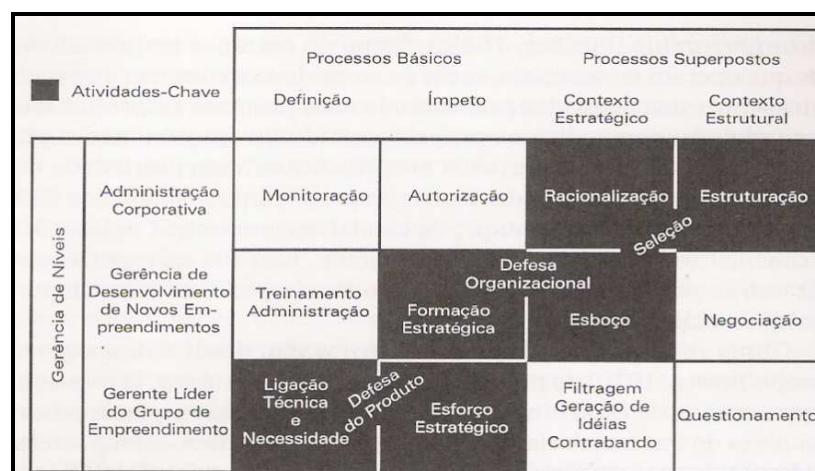 Processos Básicos
Processos Superpostos
Atividades-Chave
Definição
Ímpeto
Contexto
Estratégico
Contexto
Estrutural
Gerência de Níveis
Administração
Corporativa
Monitoração
Autorização
Racionalização
Estruturação
Seleção
Gerência de
Desenvolvimento
de Novos Em-
preendimentos
Treinamento
Administração
Defesa
Organizacional
Formação
Estratégica
Esboço
Negociação
Gerente Líder
do Grupo de
Empreendimento
Ligação
Técnica
e
Necessidade
Defesa
do Produto
Esforço
Estratégico
Filtragem
Geração de
Idéias
Contrabando
Questionamento